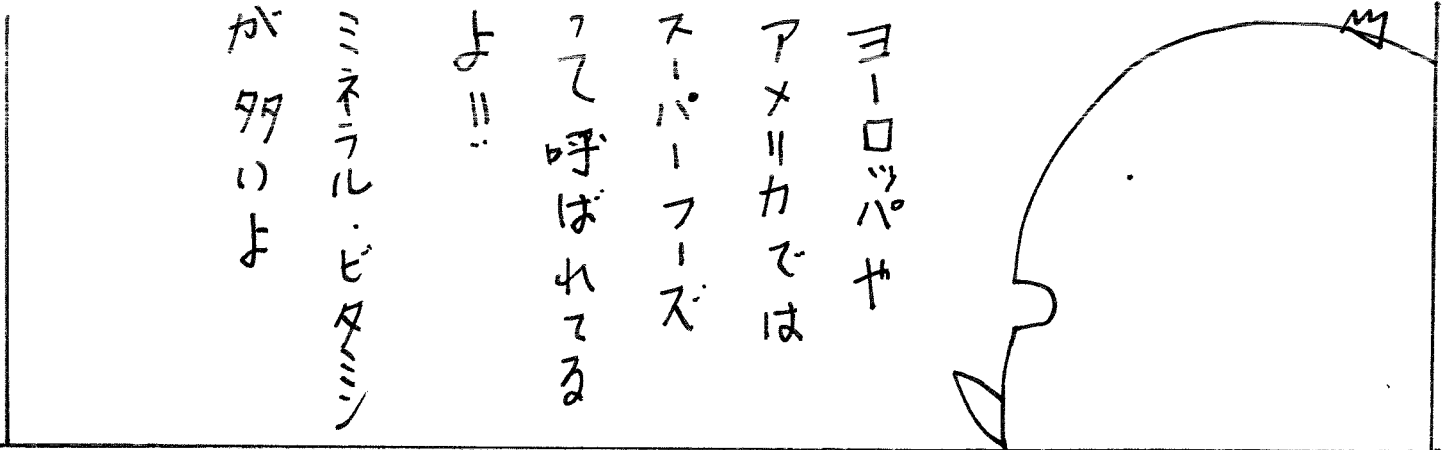 ヨーロッパや
アメリカでは
スーパーフーズ
って呼ばれてる
よ!!
ミネラル・ビタミン
が多いよ